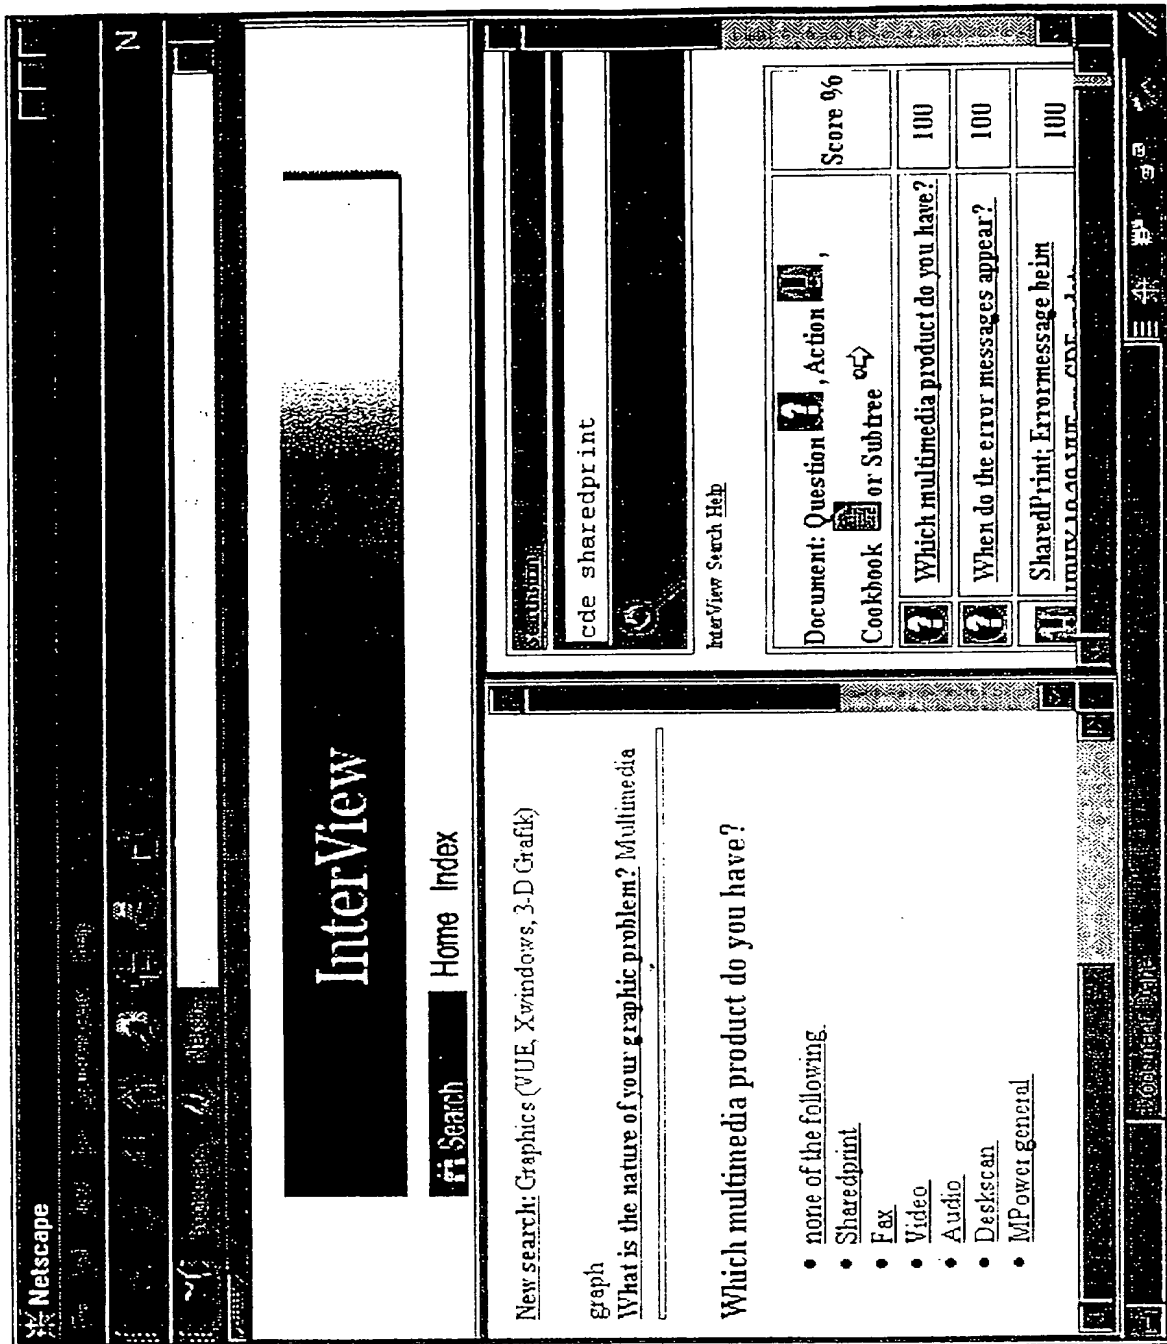 Netscape
N
InterView
Search Home Index
New search: Graphics (VUE, Xwindows, 3-D Grafik)
graph
What is the nature of your graphic problem? Multimedia
Which multimedia product do you have?
• none of the following.
• Sharedprint
• Fax
• Video
• Audio
• Deskscan
• MPower general
cde sharedprint
InterView Search Help
Document: Question ?, Action ,
Cookbook or Subtree
Score %
? Which multimedia product do you have? 100
? When do the error messages appear? 100
SharedPrint; Errormessage beim 100
Document: Done